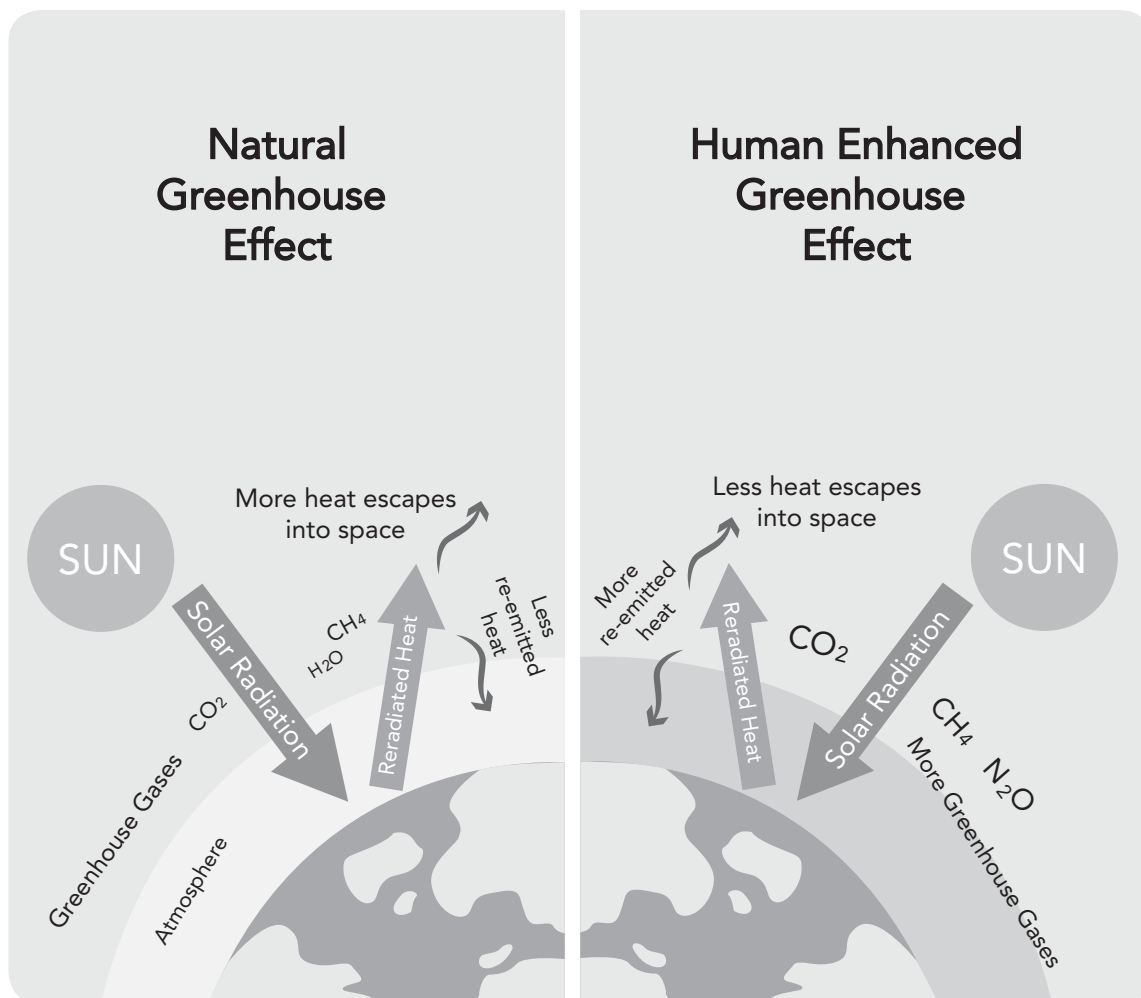 Natural
Greenhouse
Effect
SUN
Solar Radiation
More heat escapes
into space
CH₄
H₂O
CO₂
Reradiated Heat
Less
re-emitted
heat
Greenhouse Gases
Atmosphere
Human Enhanced
Greenhouse
Effect
Less heat escapes
into space
More
re-emitted
heat
Reradiated Heat
CO₂
SUN
Solar Radiation
CH₄
N₂O
More Greenhouse Gases